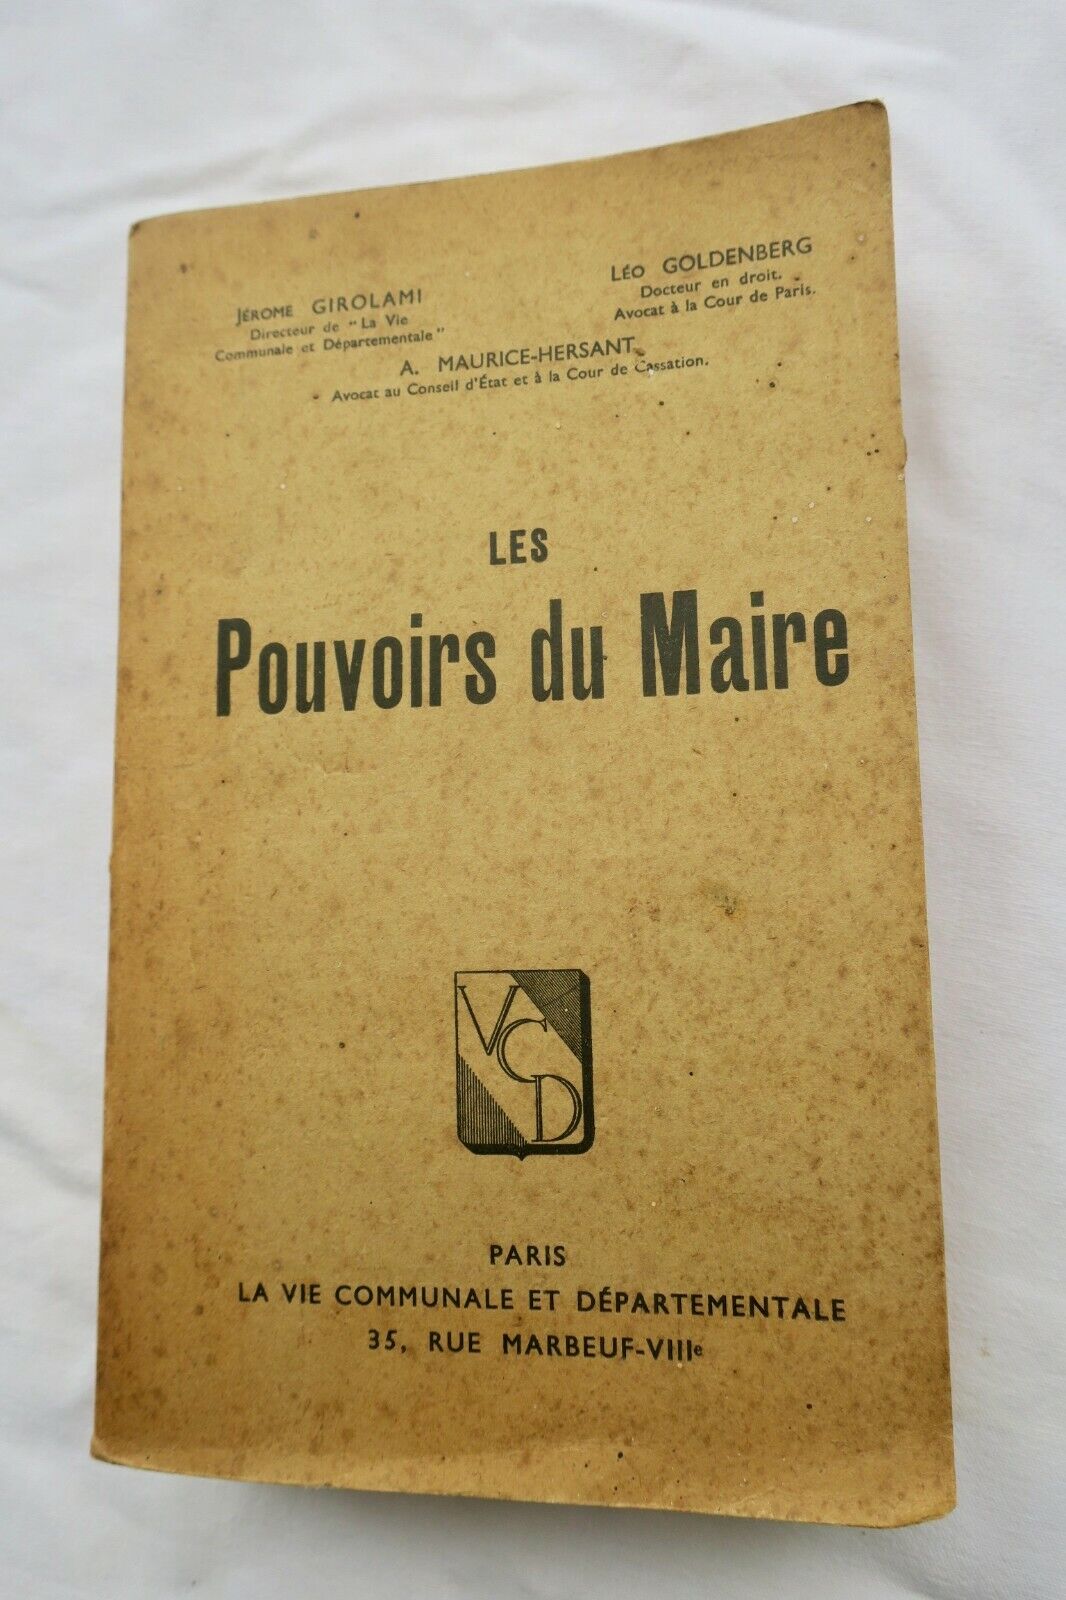 JÉROME GIROLAMI
Directeur de "La Vie
Communale et Départementale"
LÉO GOLDENBERG
Docteur en droit.
Avocat à la Cour de Paris.
A. MAURICE-HERSANT
Avocat au Conseil d'État et à la Cour de Cassation.
LES
Pouvoirs du Maire
VCD
PARIS
LA VIE COMMUNALE ET DÉPARTEMENTALE
35, RUE MARBEUF-VIIIe